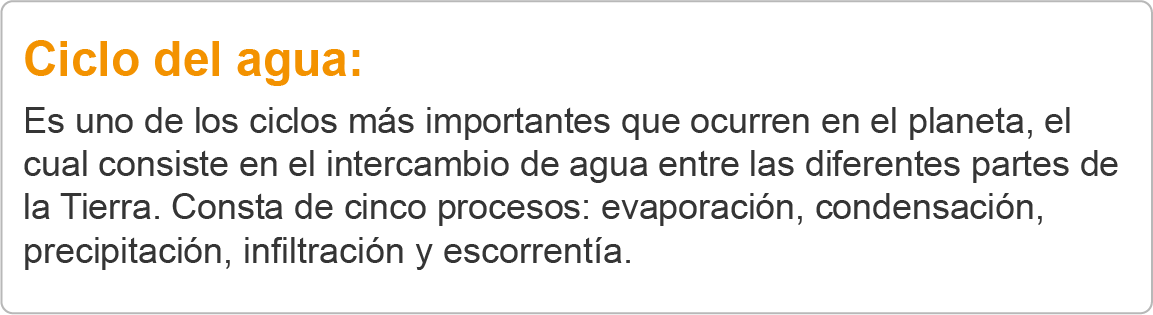 Ciclo del agua:
Es uno de los ciclos más importantes que ocurren en el planeta, el
cual consiste en el intercambio de agua entre las diferentes partes de
la Tierra. Consta de cinco procesos: evaporación, condensación,
precipitación, infiltración y escorrentía.